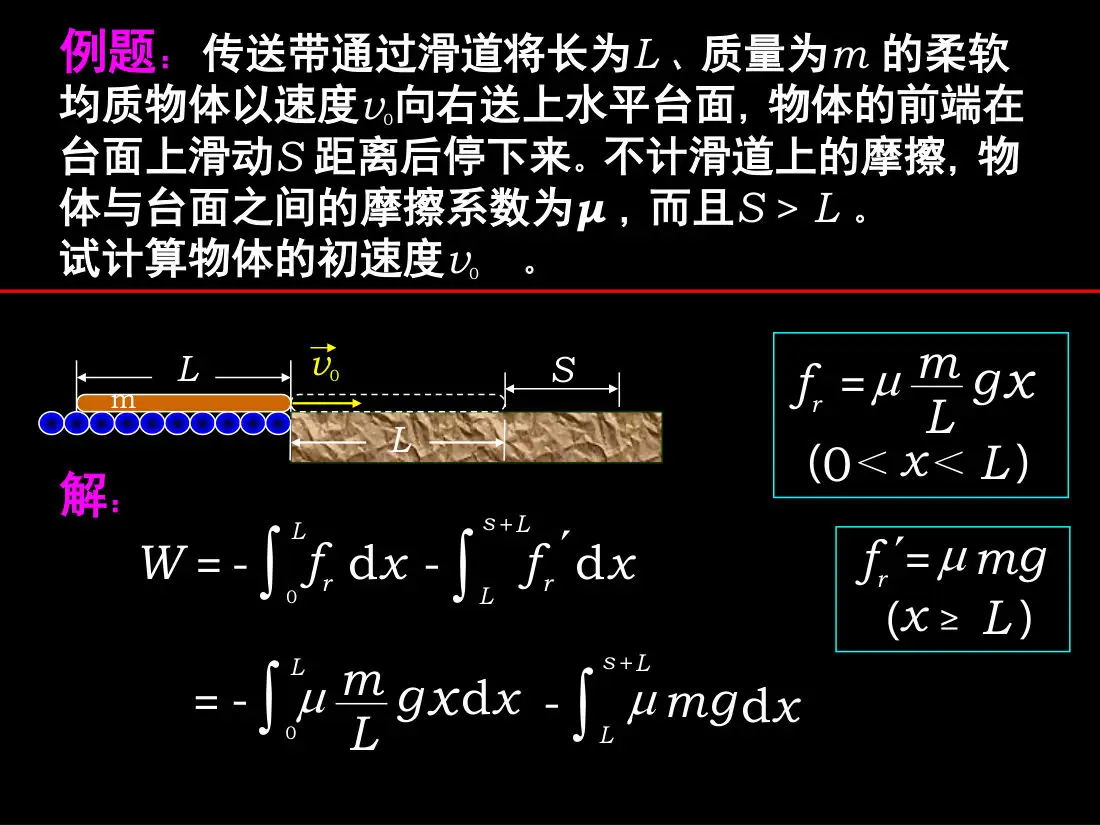 例题：传送带通过滑道将长为L、质量为m 的柔软
均质物体以速度v₀向右送上水平台面，物体的前端在
台面上滑动S 距离后停下来。不计滑道上的摩擦，物
体与台面之间的摩擦系数为μ，而且S > L 。
试计算物体的初速度v₀ 。
L
v₀
S
m
L
f_r = μ m/L gx
(0 < x < L)
解：
W = - ∫₀^L f_r dx - ∫_L^{s+L} f_r′ dx
f_r′ = μ mg
(x ≥ L)
= - ∫₀^L μ m/L gx dx - ∫_L^{s+L} μ mg dx